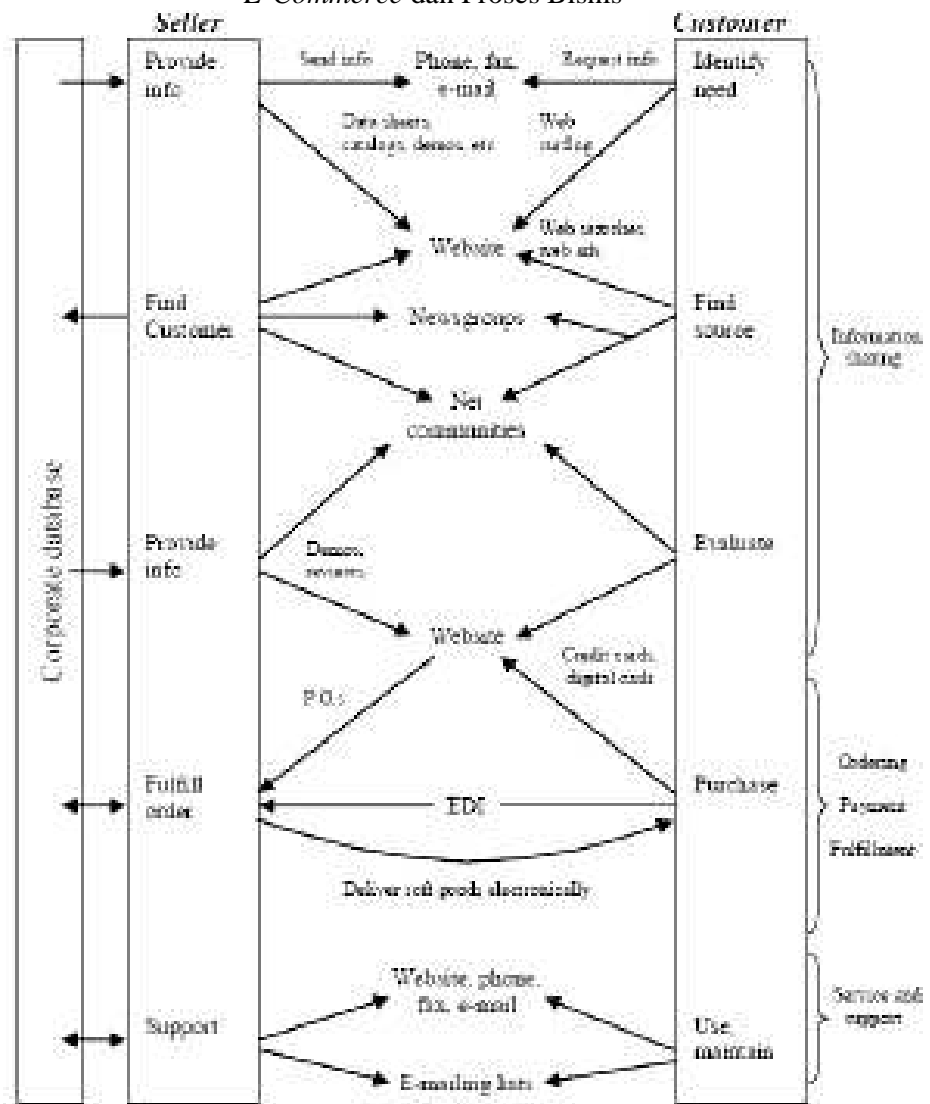 E-Commerce dan Proses Bisnis
Seller
Customer
Provide
info
Send info
Phone, fax,
e-mail
Request info
Identify
need
Data sheets,
catalogs, demos, etc
Web
surfing
Website
Web searches,
web ads
Find
Customer
Newsgroups
Find
source
Information
sharing
Net
communities
Corporate database
Provide
info
Demos,
reviews
Evaluate
Website
Credit cards,
digital cash
P.O.s
Fulfill
order
EDI
Purchase
Ordering
Payment
Fulfillment
Deliver soft goods electronically
Website, phone,
fax, e-mail
Support
Use,
maintain
Service and
support
E-mailing lists